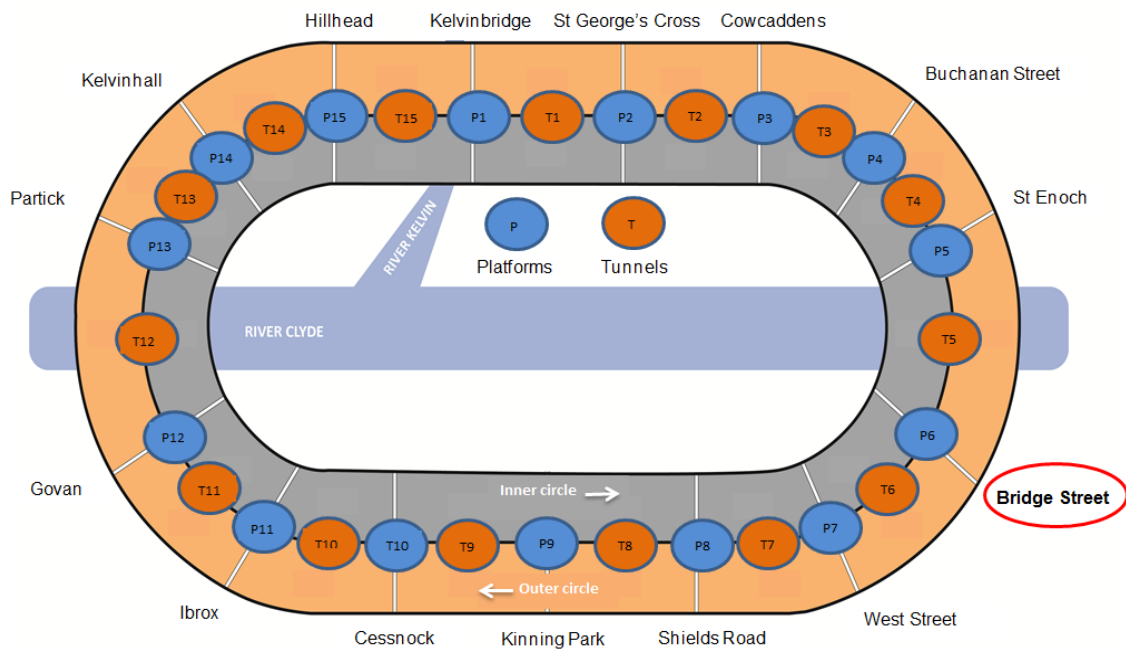 Hillhead
Kelvinbridge
St George's Cross
Cowcaddens
Kelvinhall
Buchanan Street
P15
T15
P1
T1
P2
T2
P3
T14
T3
P14
P4
Partick
T13
T4
St Enoch
P
T
P13
P5
RIVER KELVIN
Platforms
Tunnels
RIVER CLYDE
T12
T5
P12
P6
Govan
T11
Inner circle
T6
Bridge Street
P11
P7
T10
T10
T9
P9
T8
P8
T7
Outer circle
Ibrox
West Street
Cessnock
Kinning Park
Shields Road